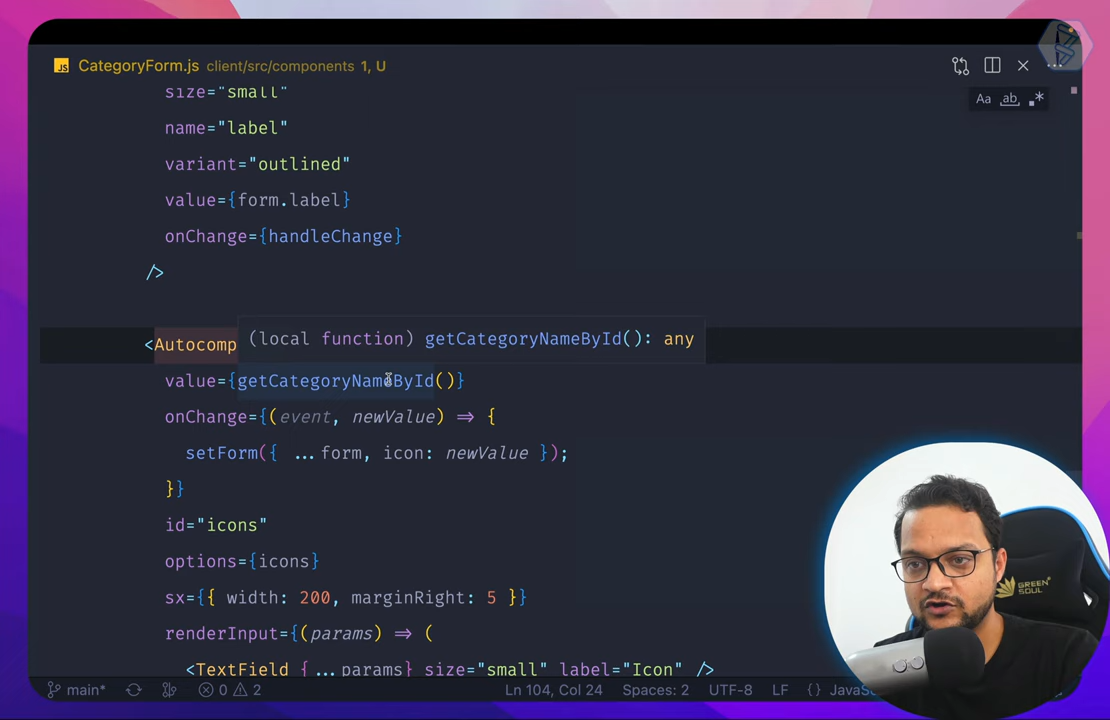 JS CategoryForm.js client/src/components 1, U
Aa ab
size="small"
name="label"
variant="outlined"
value={form.label}
onChange={handleChange}
/>
(local function) getCategoryNameById(): any
<Autocomp
value={getCategoryNameById()}
onChange={(event, newValue) => {
setForm({ ...form, icon: newValue });
}}
id="icons"
options={icons}
sx={{ width: 200, marginRight: 5 }}
renderInput={(params) => (
<TextField {...params} size="small" label="Icon" />
GREEN
SOUL
main* 0 2 Ln 104, Col 24 Spaces: 2 UTF-8 LF {} JavaS